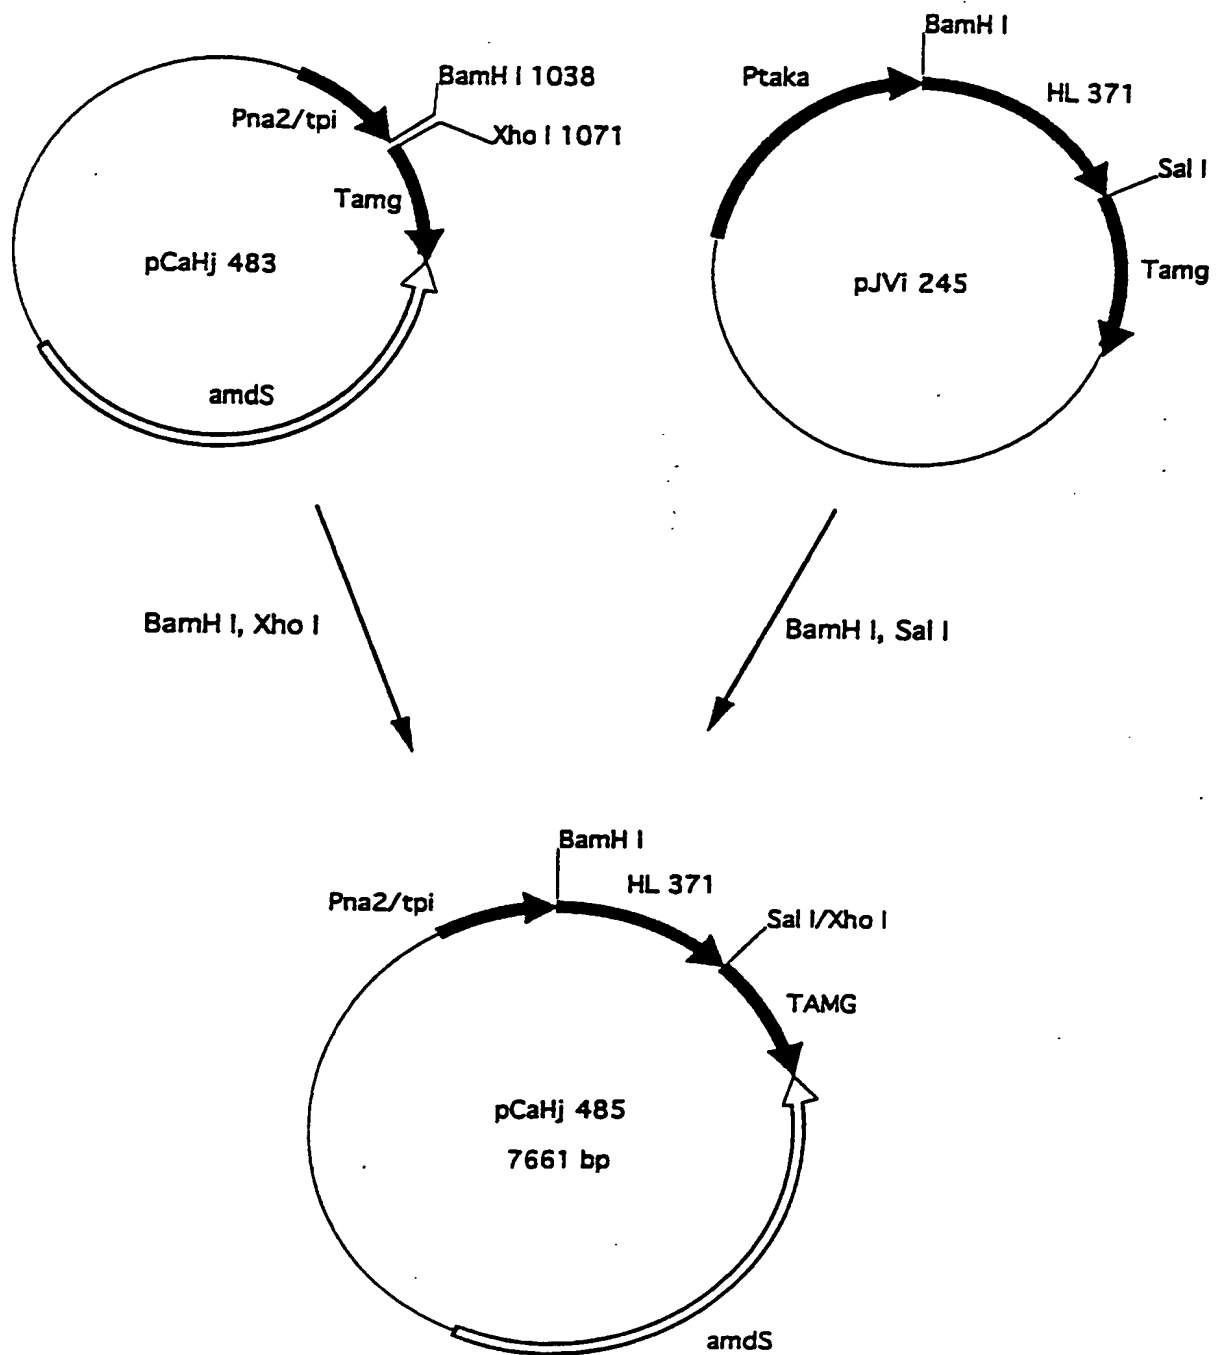 BamH I 1038
Pna2/tpi
Xho I 1071
Tamg
pCaHj 483
amdS
BamH I
Ptaka
HL 371
Sal I
Tamg
pJVi 245
BamH I, Xho I
BamH I, Sal I
BamH I
HL 371
Pna2/tpi
Sal I/Xho I
TAMG
pCaHj 485
7661 bp
amdS